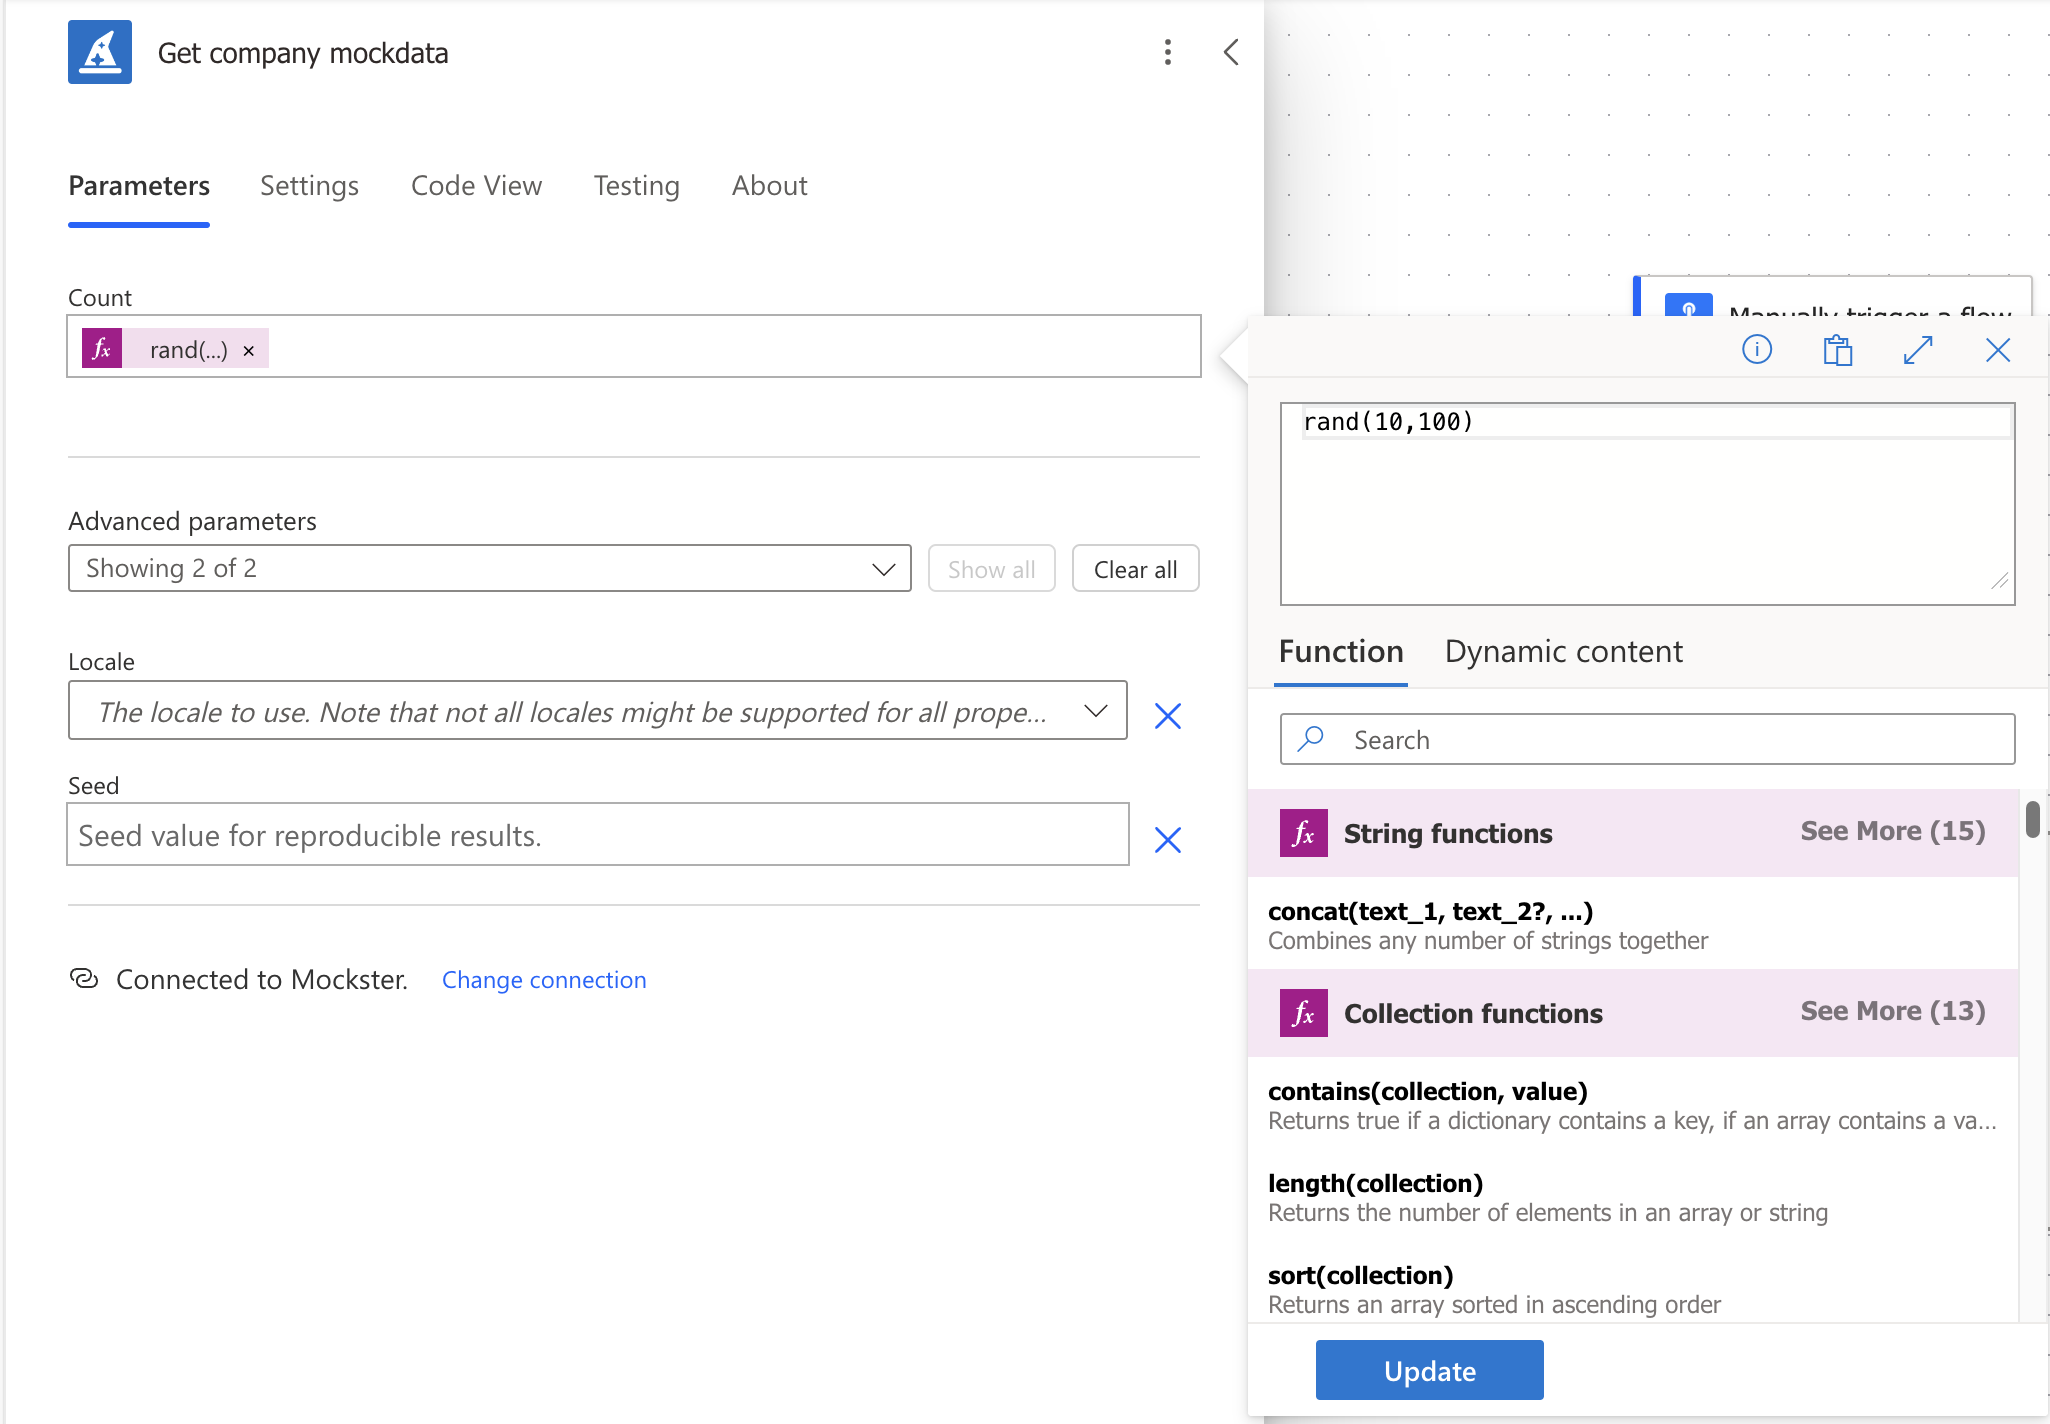 Get company mockdata
Parameters Settings Code View Testing About
Count
fx rand(...) ×
Advanced parameters
Showing 2 of 2 Show all Clear all
Locale
The locale to use. Note that not all locales might be supported for all prope...
Seed
Seed value for reproducible results.
Connected to Mockster. Change connection
Manually trigger a flow
rand(10,100)
Function Dynamic content
Search
fx String functions See More (15)
concat(text_1, text_2?, ...)
Combines any number of strings together
fx Collection functions See More (13)
contains(collection, value)
Returns true if a dictionary contains a key, if an array contains a va...
length(collection)
Returns the number of elements in an array or string
sort(collection)
Returns an array sorted in ascending order
Update